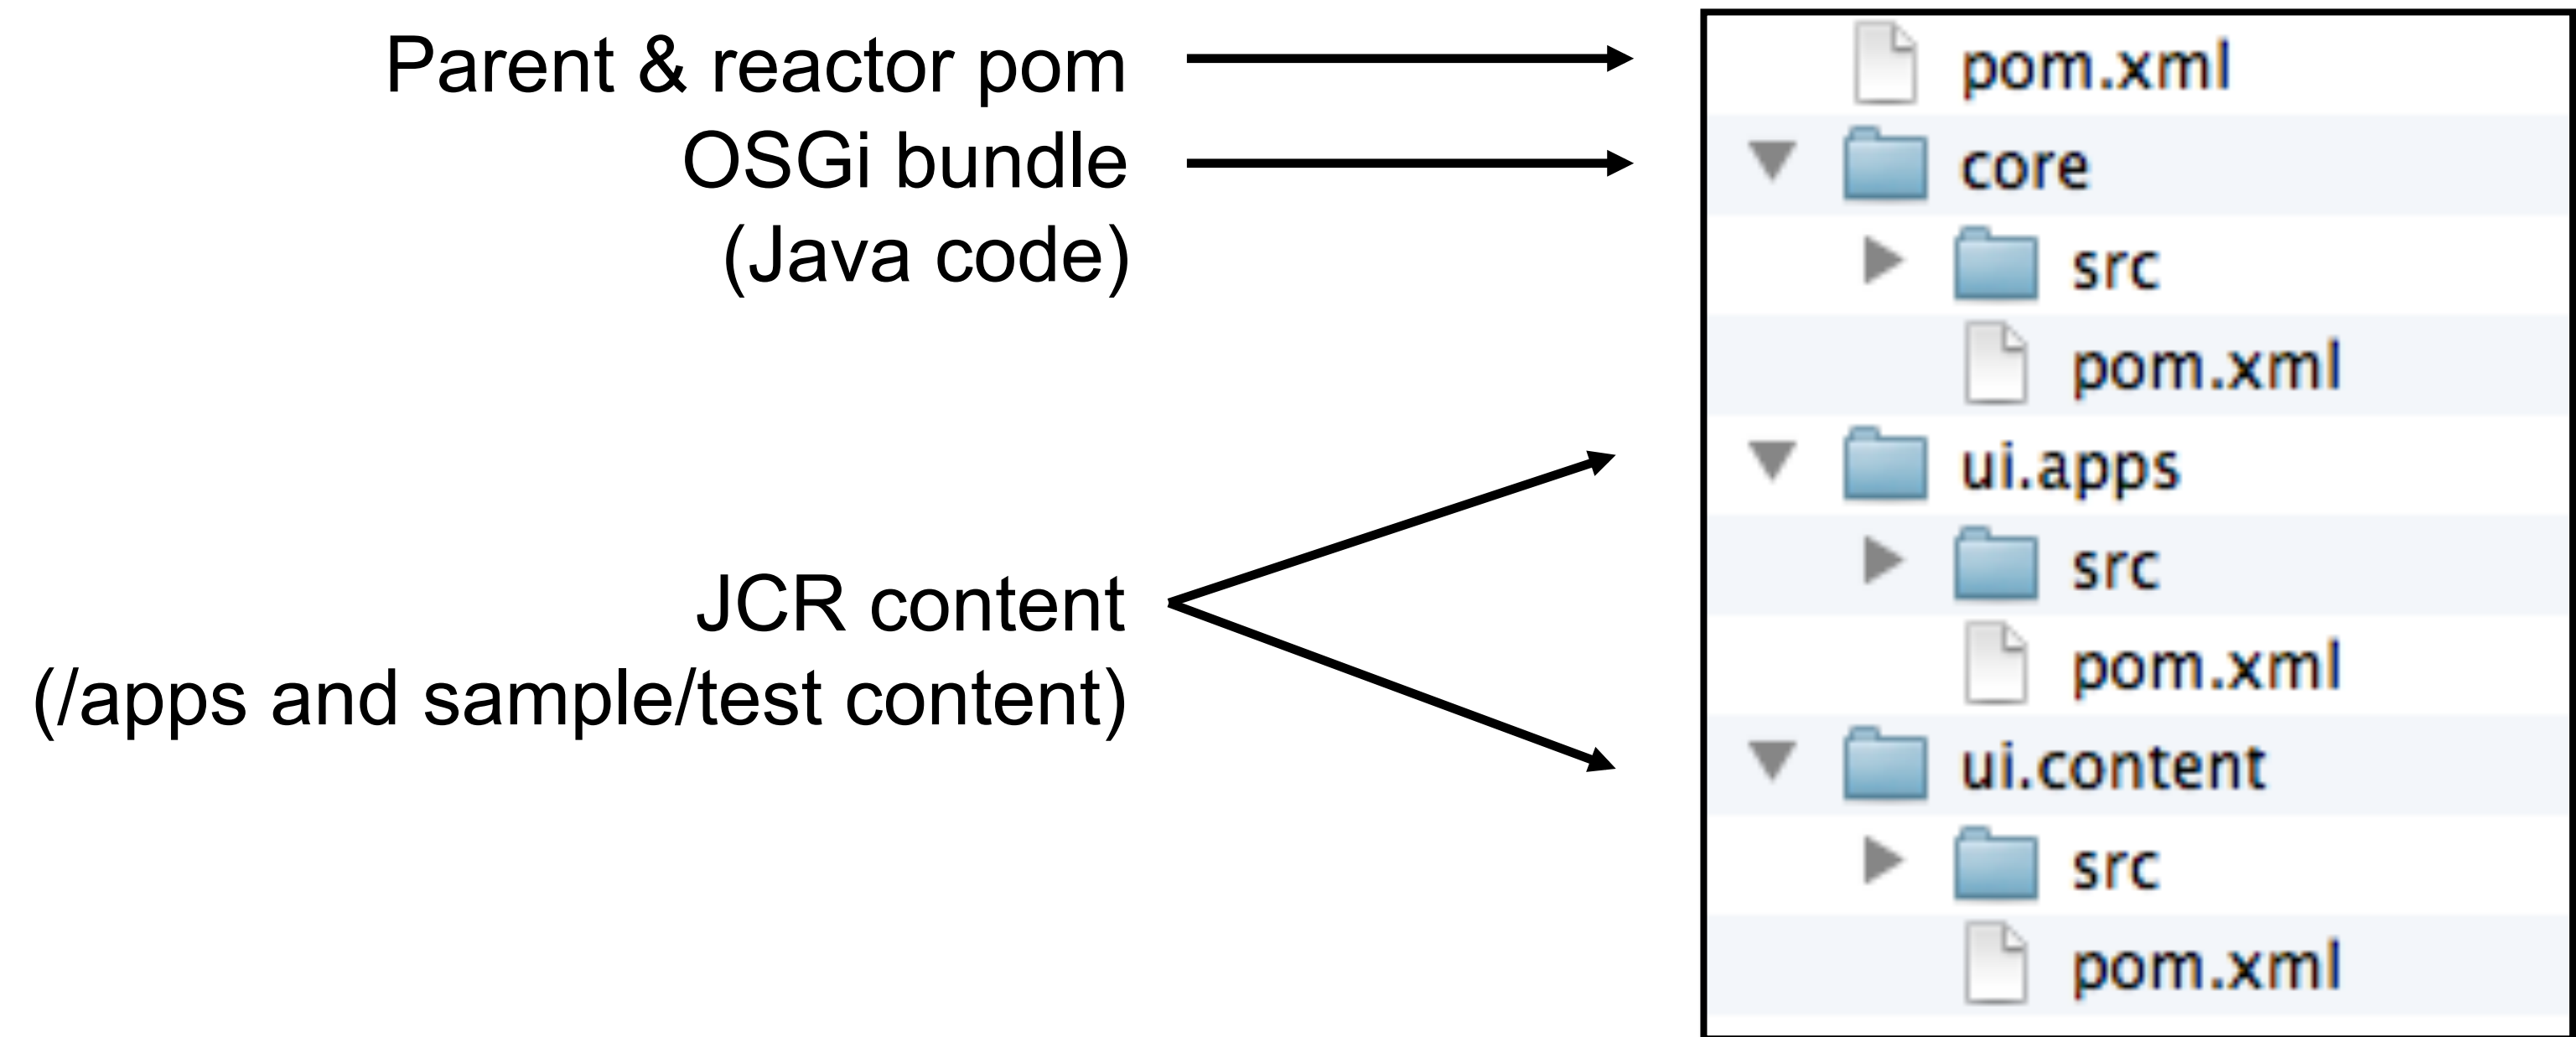 Parent & reactor pom
OSGi bundle
(Java code)
JCR content
(/apps and sample/test content)
pom.xml
core
src
pom.xml
ui.apps
src
pom.xml
ui.content
src
pom.xml